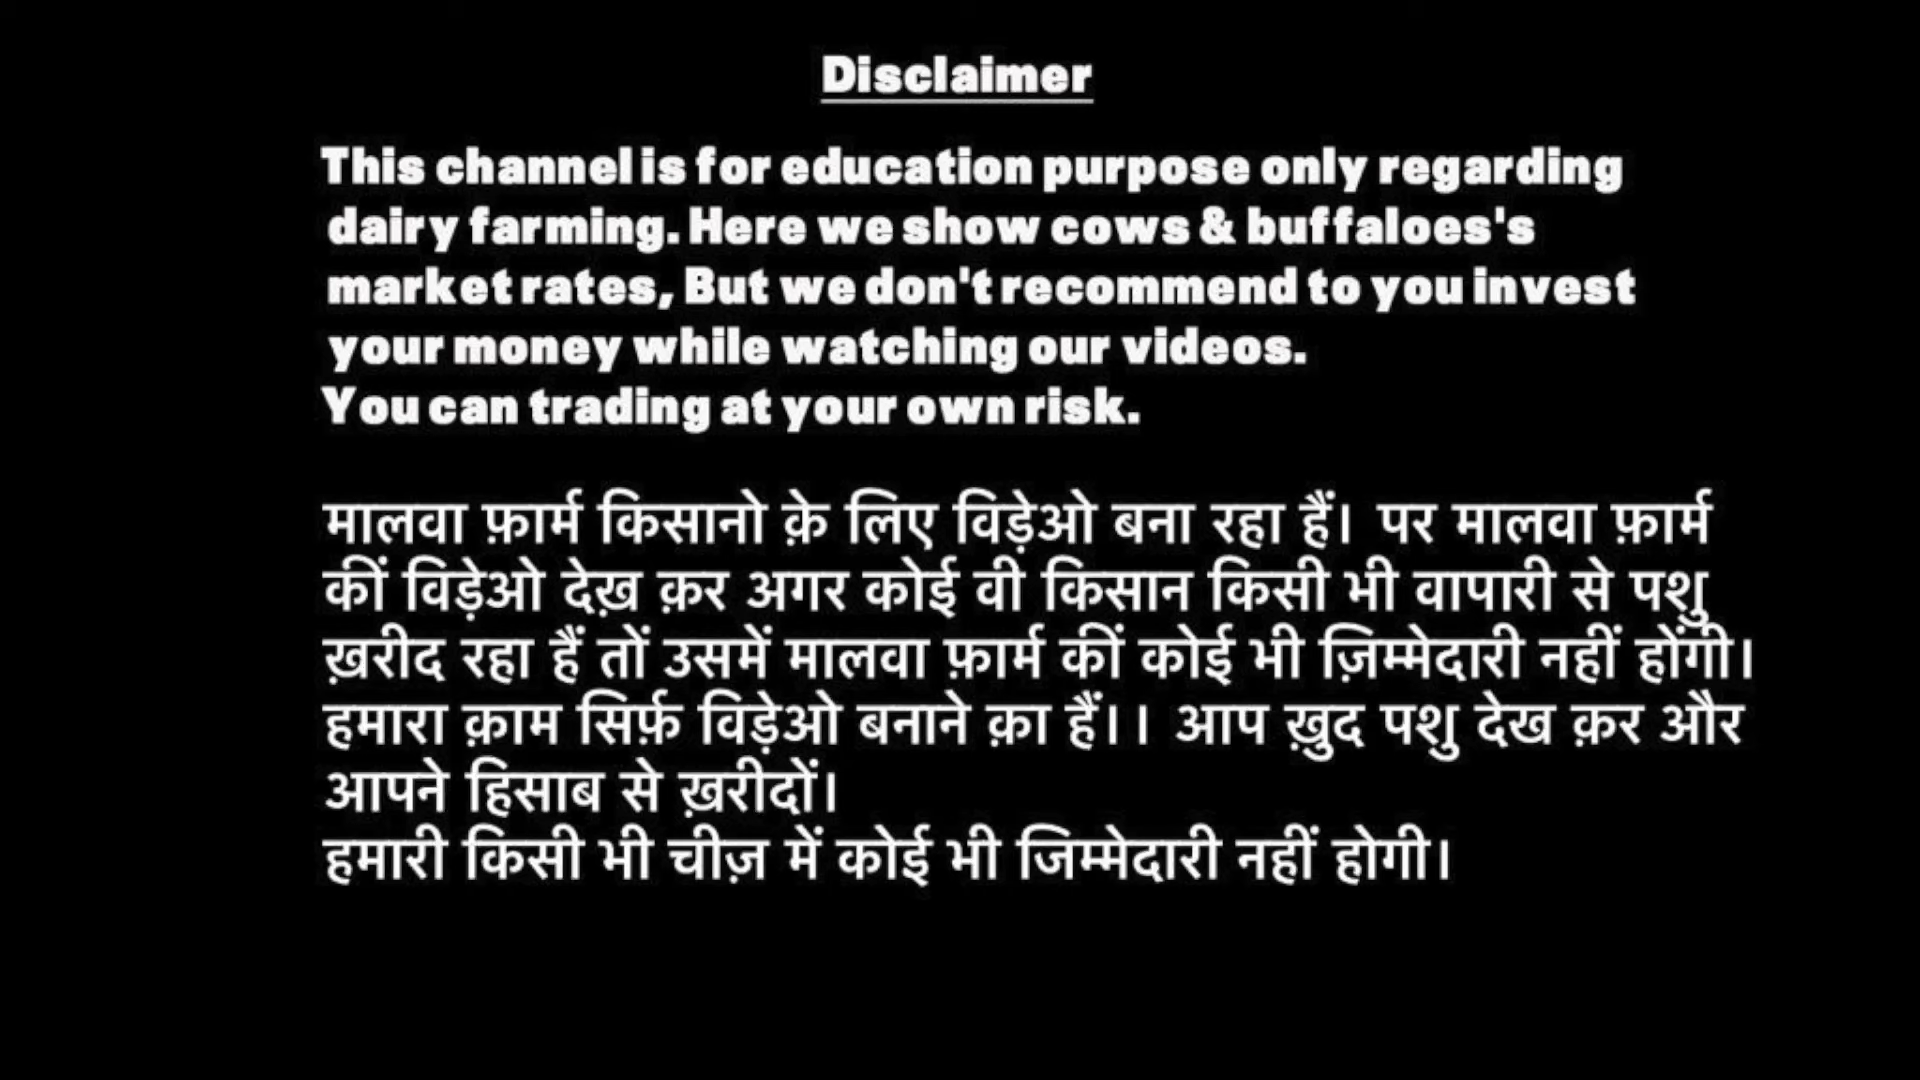 Disclaimer
This channel is for education purpose only regarding
dairy farming. Here we show cows & buffaloes's
market rates, But we don't recommend to you invest
your money while watching our videos.
You can trading at your own risk.
मालवा फ़ार्म किसानो क़े लिए विड़ेओ बना रहा हैं। पर मालवा फ़ार्म
कीं विड़ेओ देख़ क़र अगर कोई वी किसान किसी भी वापारी से पशु
ख़रीद रहा हैं तों उसमें मालवा फ़ार्म कीं कोई भी ज़िम्मेदारी नहीं होंगी।
हमारा क़ाम सिर्फ़ विड़ेओ बनाने क़ा हैं।। आप ख़ुद पशु देख क़र और
आपने हिसाब से ख़रीदों।
हमारी किसी भी चीज़ में कोई भी जिम्मेदारी नहीं होगी।